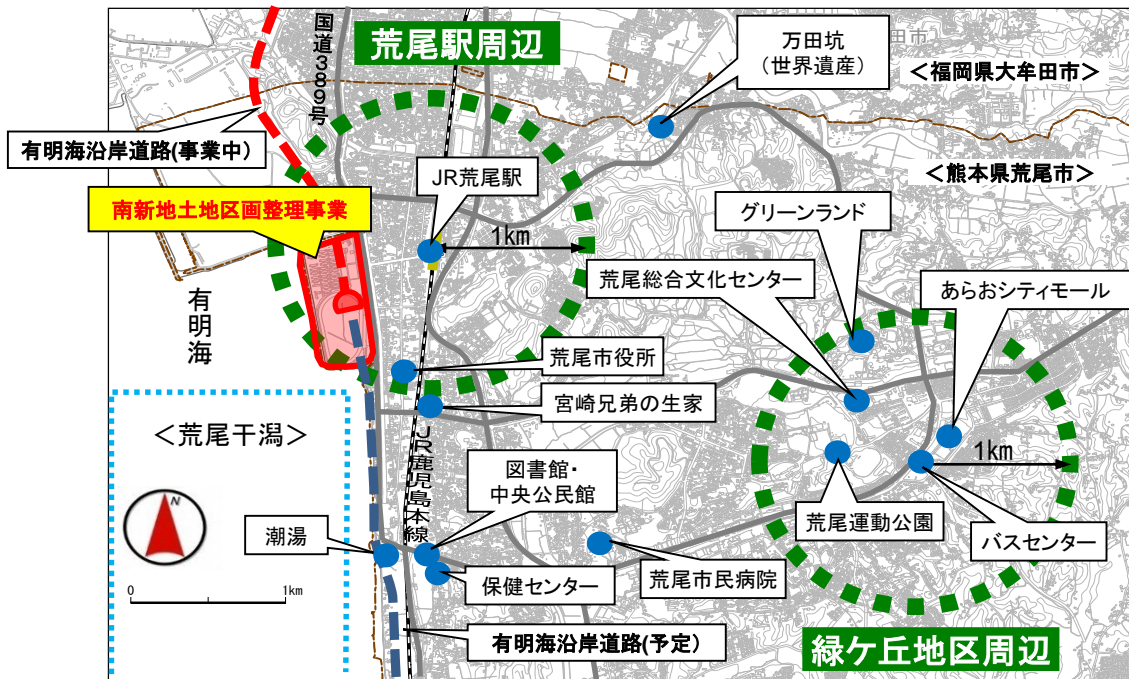 荒尾駅周辺
国道389号
万田坑
（世界遺産）
＜福岡県大牟田市＞
有明海沿岸道路(事業中）
＜熊本県荒尾市＞
JR荒尾駅
南新地土地区画整理事業
グリーンランド
1km
荒尾総合文化センター
あらおシティモール
有明海
荒尾市役所
宮崎兄弟の生家
＜荒尾干潟＞
JR鹿児島本線
図書館・
中央公民館
1km
N
荒尾運動公園
バスセンター
潮湯
保健センター
荒尾市民病院
0
1km
有明海沿岸道路(予定）
緑ケ丘地区周辺